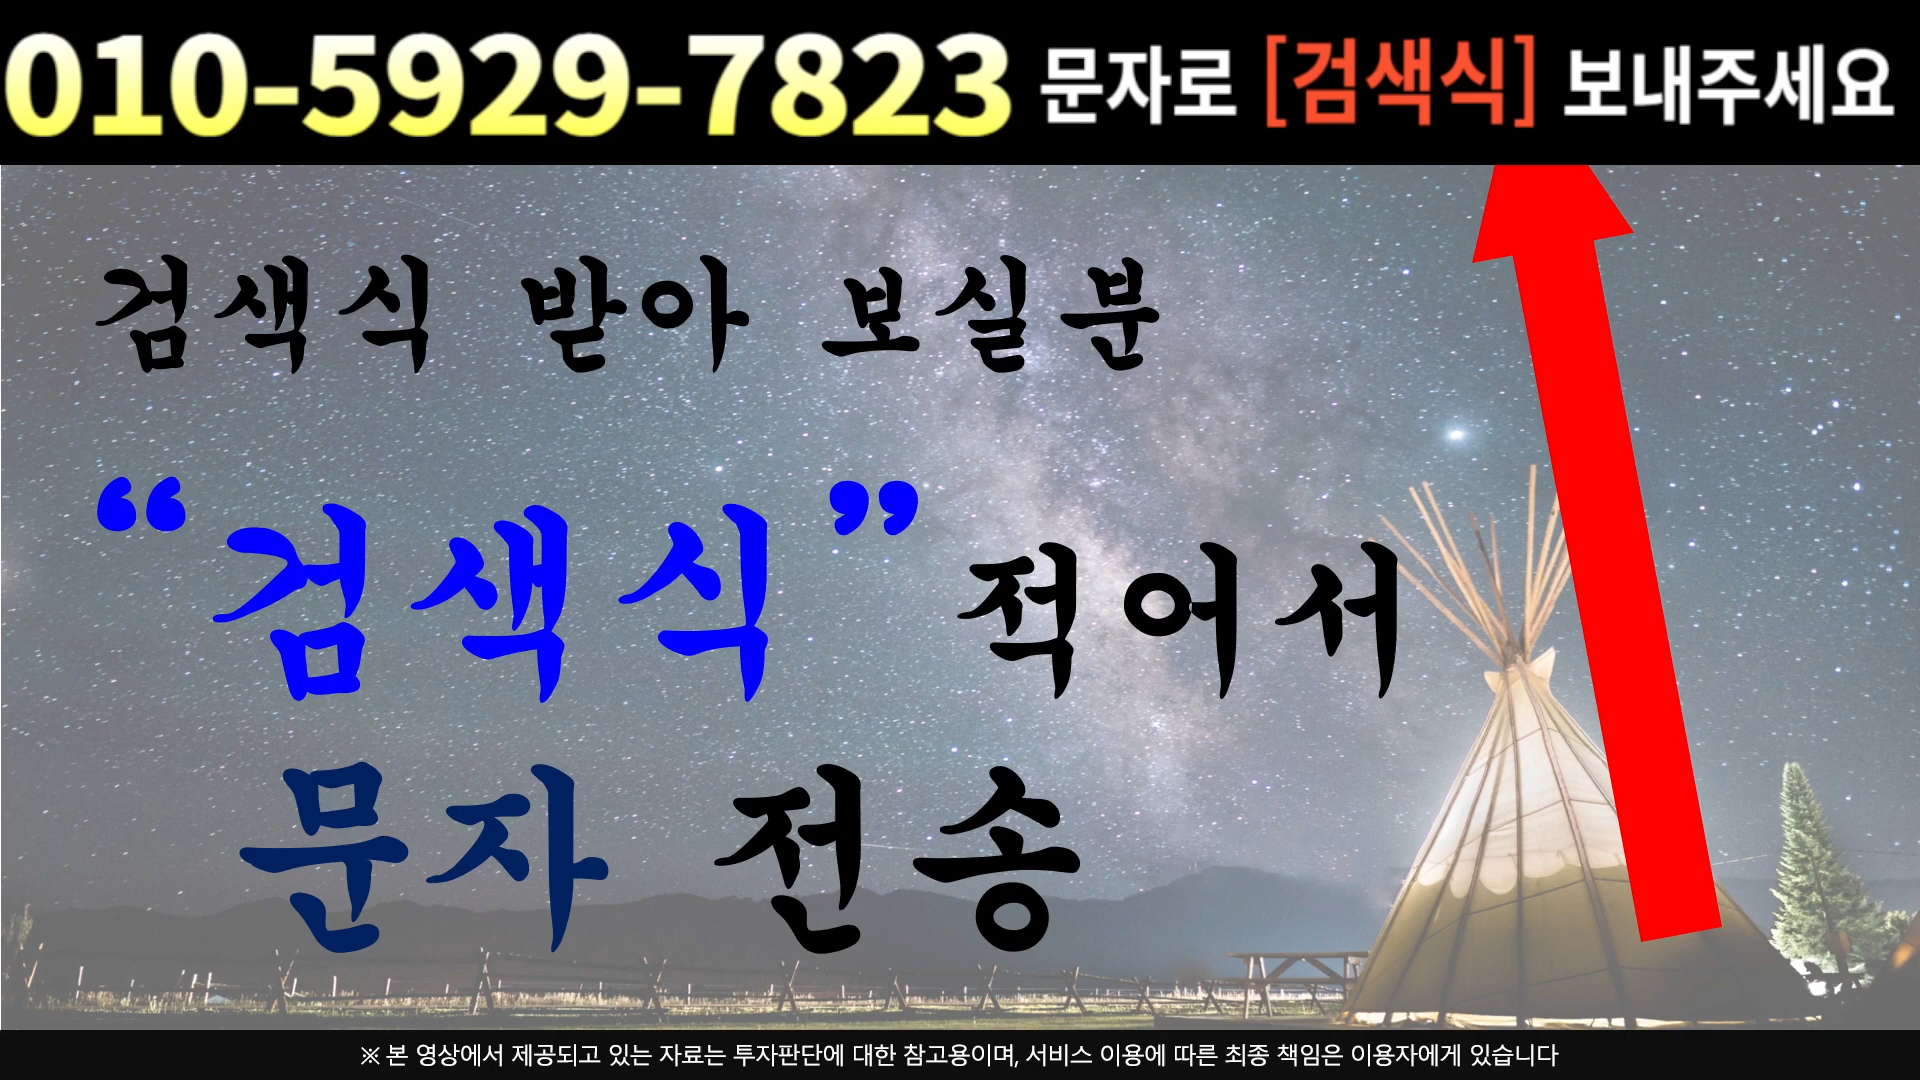 010-5929-7823 문자로 [검색식] 보내주세요
검색식 받아 보실분
“검색식” 적어서
문자 전송
※ 본 영상에서 제공되고 있는 자료는 투자판단에 대한 참고용이며, 서비스 이용에 따른 최종 책임은 이용자에게 있습니다